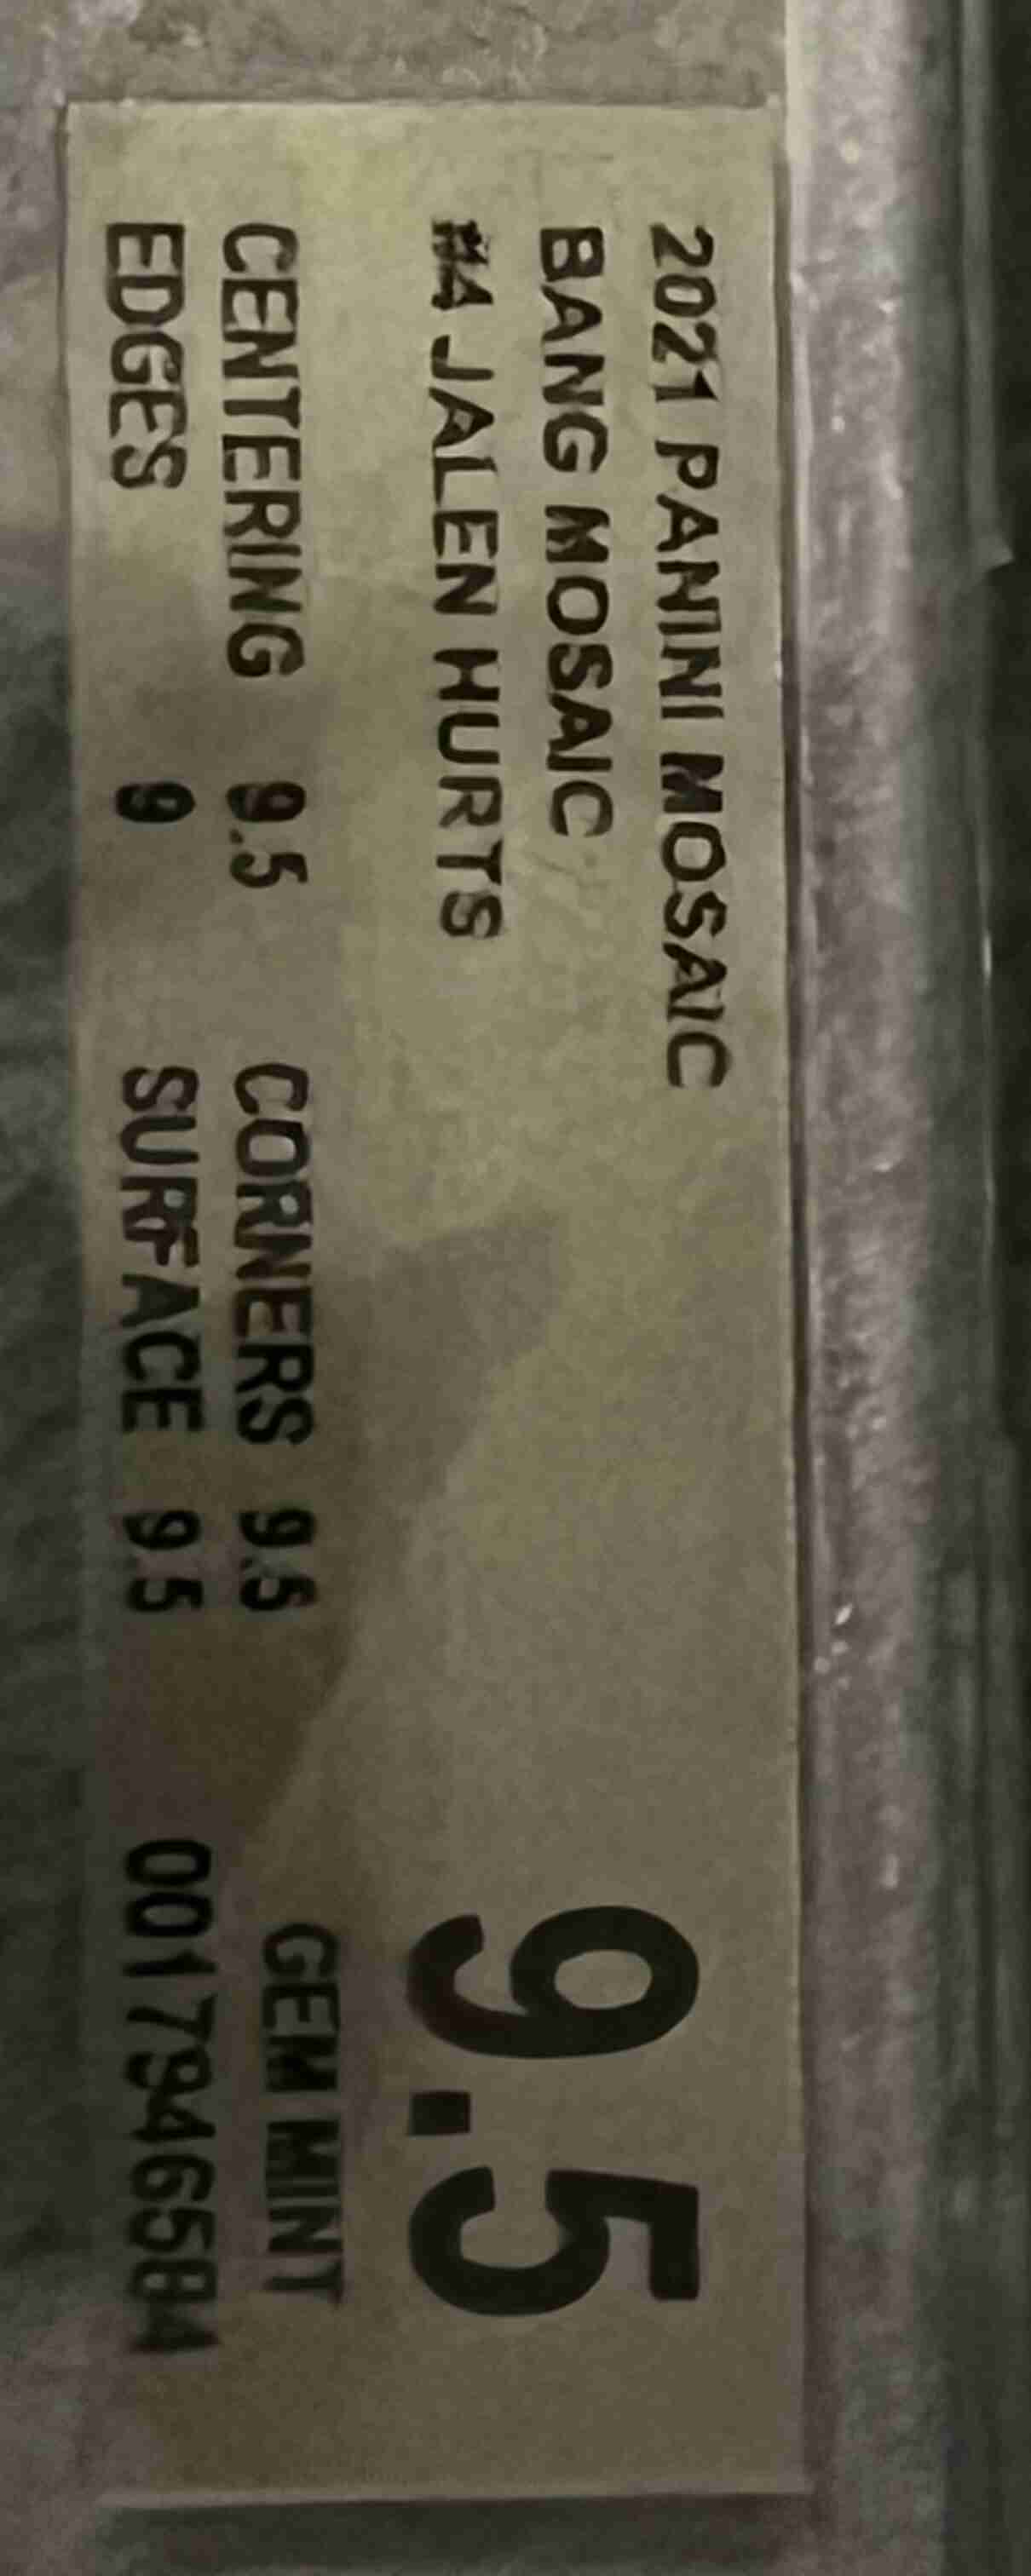 2021 PANINI MOSAIC
BANG MOSAIC
#4 JALEN HURTS
9.5
GEM MINT
CENTERING 9.5 CORNERS 9.5
EDGES 9 SURFACE 9.5
0017946584